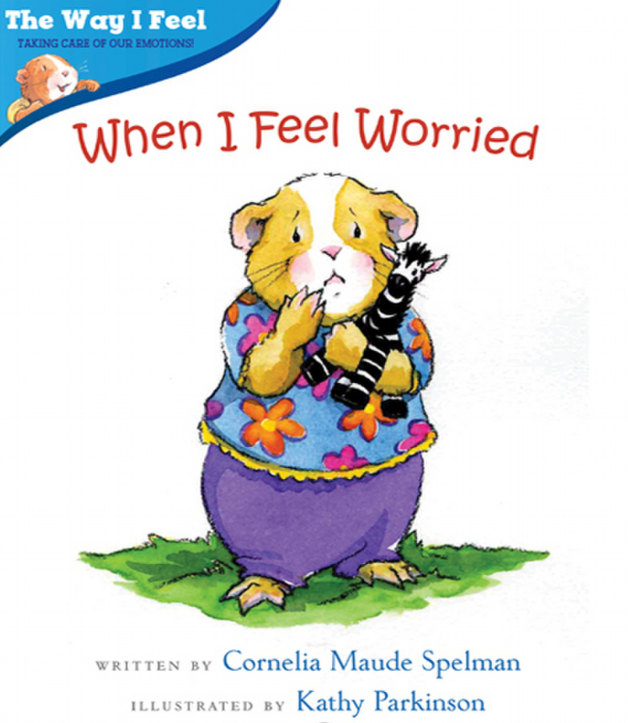 The Way I Feel
TAKING CARE OF OUR EMOTIONS!
When I Feel Worried
WRITTEN BY Cornelia Maude Spelman
ILLUSTRATED BY Kathy Parkinson